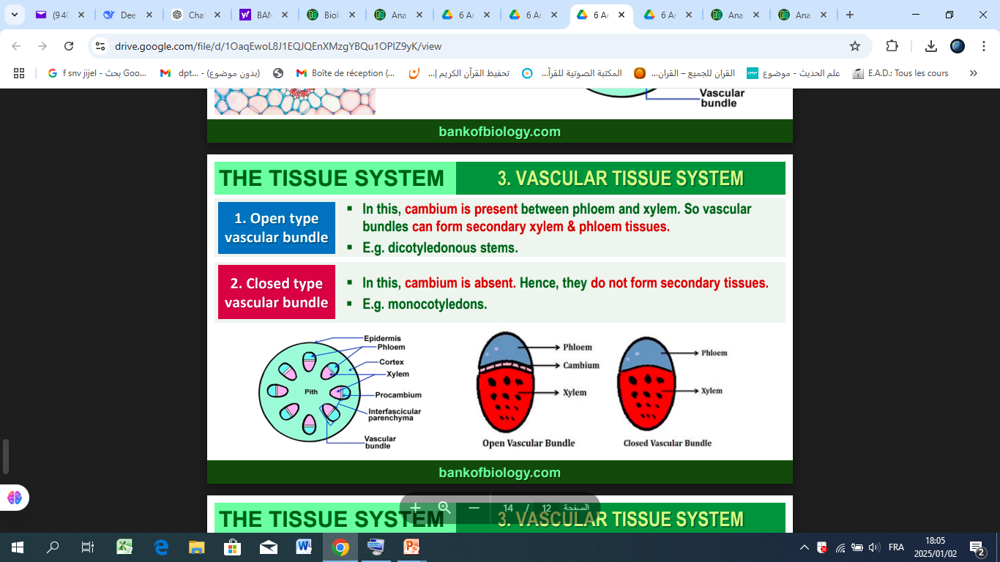 (940
Dee
Cha
BAN
Biol
Ana
6 Ar
6 Ar
6 Ar
6 Ar
Ana
Ana
drive.google.com/file/d/1OaqEwoL8J1EQJQEnXMzgYBQu1OPIZ9yK/view
f snv jijel - بحث Goo...
dpt... - (بدون موضوع)
Boîte de réception (...
تحفيظ القرآن الكريم |...
المكتبة الصوتية للقرآ...
القران للجميع – القران...
علم الحديث - موضوع
E.A.D.: Tous les cours
Vascular
bundle
bankofbiology.com
THE TISSUE SYSTEM
3. VASCULAR TISSUE SYSTEM
1. Open type
vascular bundle
▪ In this, cambium is present between phloem and xylem. So vascular
bundles can form secondary xylem & phloem tissues.
▪ E.g. dicotyledonous stems.
2. Closed type
vascular bundle
▪ In this, cambium is absent. Hence, they do not form secondary tissues.
▪ E.g. monocotyledons.
Epidermis
Phloem
Cortex
Xylem
Pith
Procambium
Interfascicular
parenchyma
Vascular
bundle
Phloem
Cambium
Xylem
Open Vascular Bundle
Phloem
Xylem
Closed Vascular Bundle
bankofbiology.com
14 / 12 الصفحة
THE TISSUE SYSTEM
3. VASCULAR TISSUE SYSTEM
FRA
18:05
2025/01/02
2